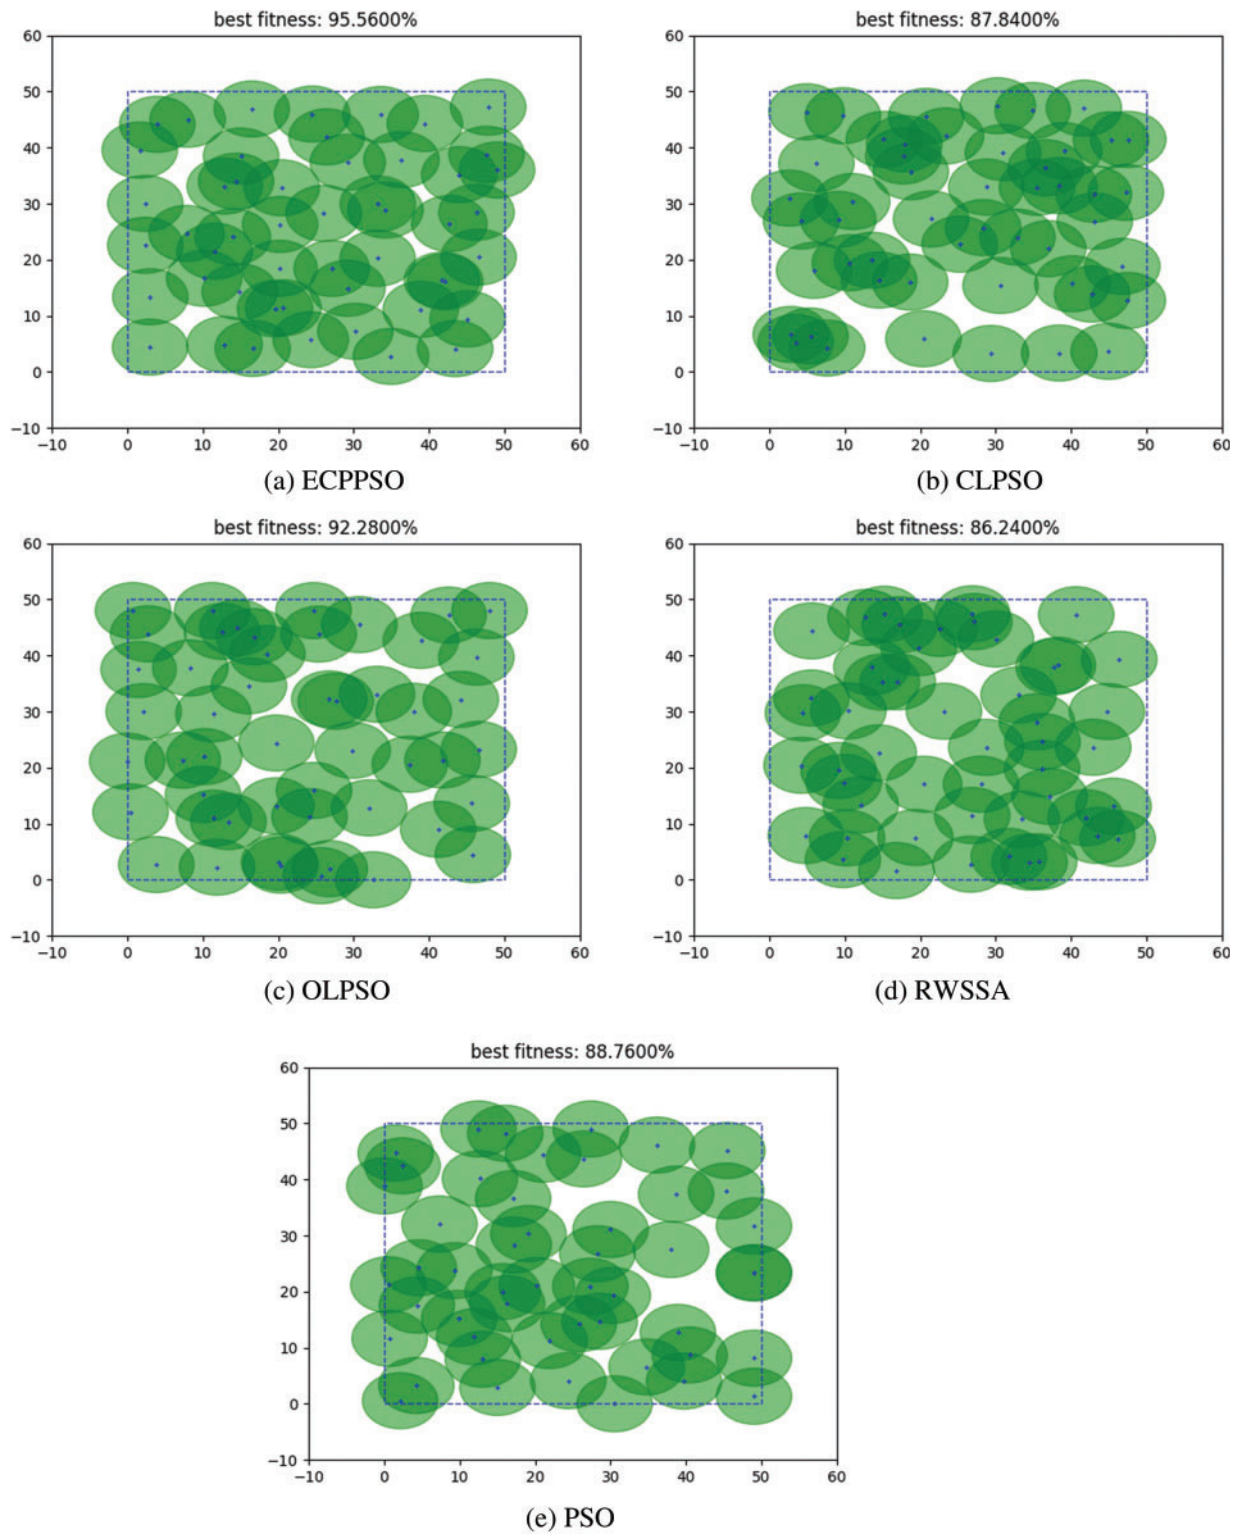 best fitness: 95.5600%
best fitness: 87.8400%
60
50
40
30
20
10
0
−10
−10 0 10 20 30 40 50 60
60
50
40
30
20
10
0
−10
−10 0 10 20 30 40 50 60
(a) ECPPSO
(b) CLPSO
best fitness: 92.2800%
best fitness: 86.2400%
60
50
40
30
20
10
0
−10
−10 0 10 20 30 40 50 60
60
50
40
30
20
10
0
−10
−10 0 10 20 30 40 50 60
(c) OLPSO
(d) RWSSA
best fitness: 88.7600%
60
50
40
30
20
10
0
−10
−10 0 10 20 30 40 50 60
(e) PSO